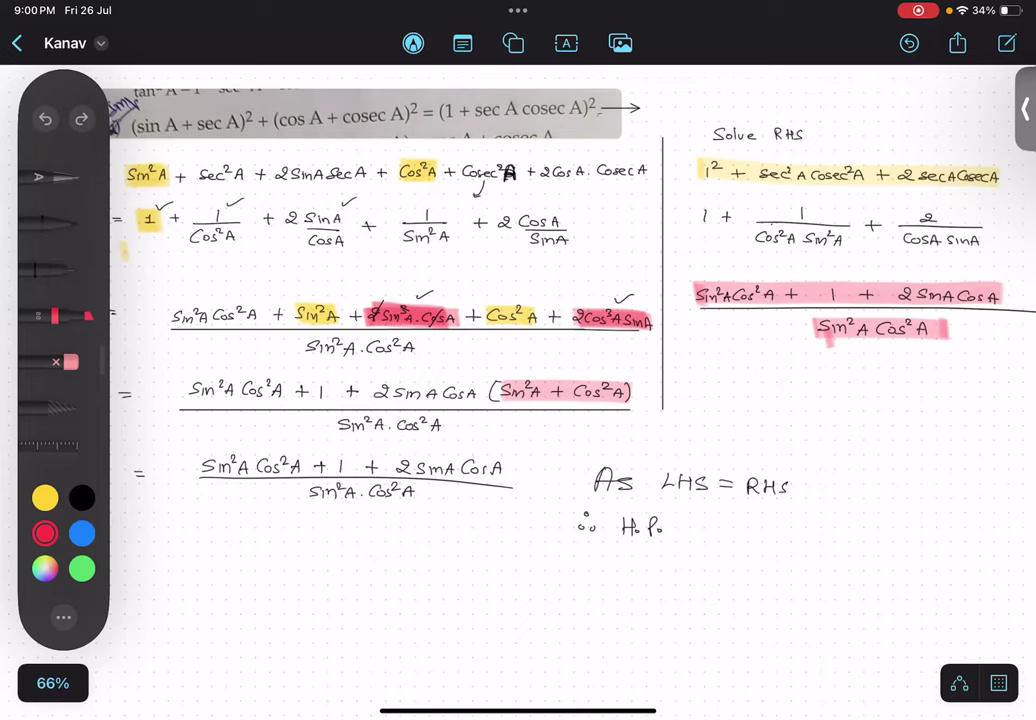 9:00 PM Fri 26 Jul
34%
Kanav
(sin A + sec A)² + (cos A + cosec A)² = (1 + sec A cosec A)² →
Sin²A + sec²A + 2SinA SecA + Cos²A + Cosec²A + 2CosA. CosecA
= 1 + 1/Cos²A + 2 SinA/CosA + 1/Sin²A + 2 CosA/SinA
= Sin²A Cos²A + Sin²A + 2Sin³A.CosA + Cos²A + 2Cos³A SinA
Sin²A. Cos²A
= Sin²A Cos²A + 1 + 2SinA CosA (Sin²A + Cos²A)
Sin²A. Cos²A
= Sin²A Cos²A + 1 + 2SinA CosA
Sin²A. Cos²A
As LHS = RHS
∴ H.P.
Solve RHS
1² + sec²A cosec²A + 2 secA cosecA
1 + 1/Cos²A Sin²A + 2/CosA SinA
Sin²A Cos²A + 1 + 2SinA CosA
Sin²A Cos²A
66%